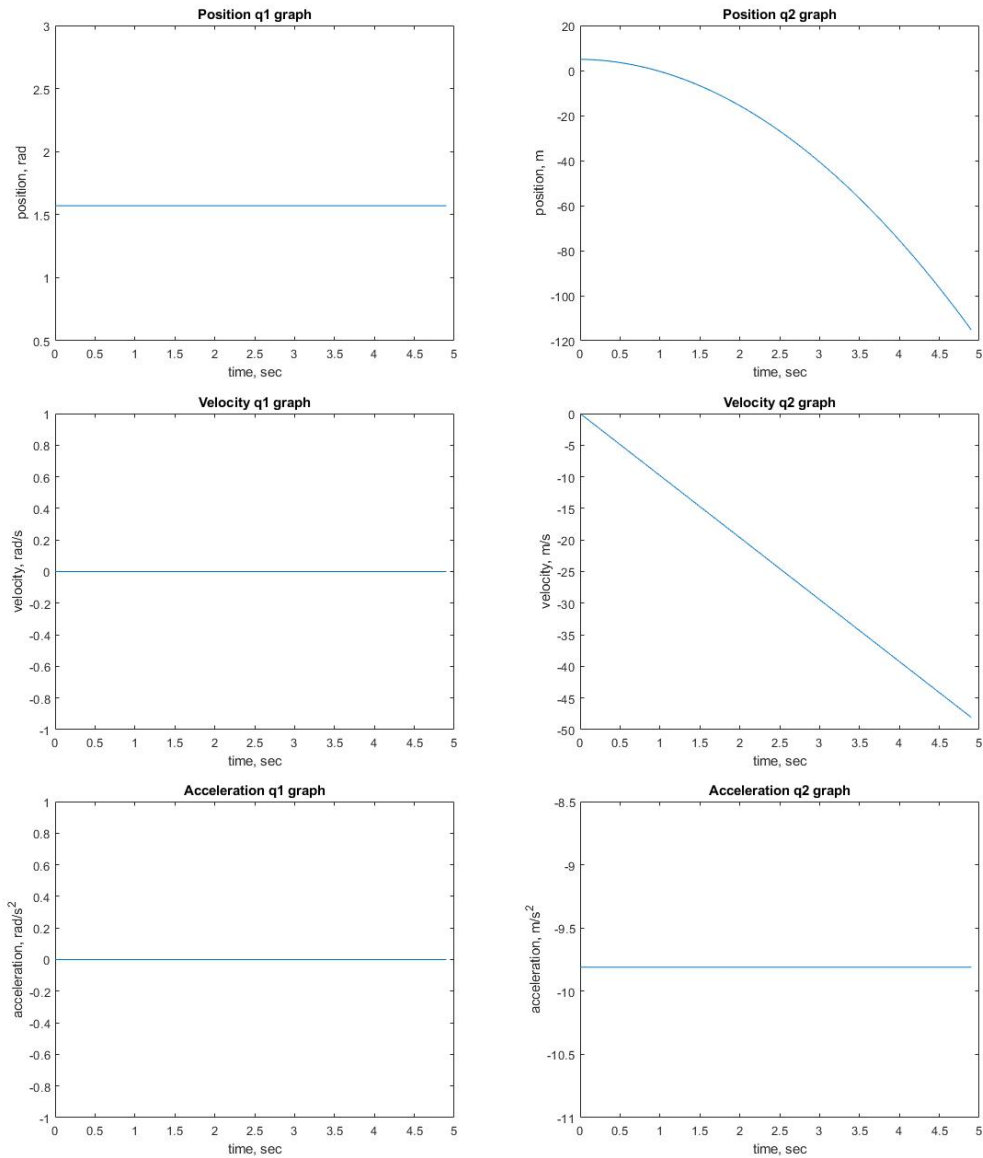 Position q1 graph
3
2.5
2
1.5
1
0.5
position, rad
0 0.5 1 1.5 2 2.5 3 3.5 4 4.5 5
time, sec
Position q2 graph
20
0
-20
-40
-60
-80
-100
-120
position, m
0 0.5 1 1.5 2 2.5 3 3.5 4 4.5 5
time, sec
Velocity q1 graph
1
0.8
0.6
0.4
0.2
0
-0.2
-0.4
-0.6
-0.8
-1
velocity, rad/s
0 0.5 1 1.5 2 2.5 3 3.5 4 4.5 5
time, sec
Velocity q2 graph
0
-5
-10
-15
-20
-25
-30
-35
-40
-45
-50
velocity, m/s
0 0.5 1 1.5 2 2.5 3 3.5 4 4.5 5
time, sec
Acceleration q1 graph
1
0.8
0.6
0.4
0.2
0
-0.2
-0.4
-0.6
-0.8
-1
acceleration, rad/s²
0 0.5 1 1.5 2 2.5 3 3.5 4 4.5 5
time, sec
Acceleration q2 graph
-8.5
-9
-9.5
-10
-10.5
-11
acceleration, m/s²
0 0.5 1 1.5 2 2.5 3 3.5 4 4.5 5
time, sec